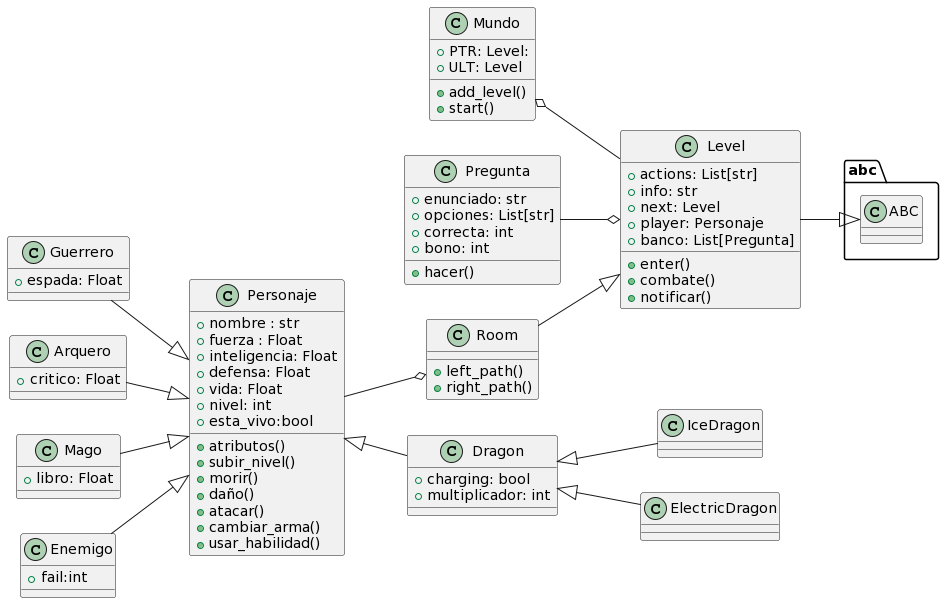 C Mundo
PTR: Level:
ULT: Level
add_level()
start()
C Pregunta
enunciado: str
opciones: List[str]
correcta: int
bono: int
hacer()
C Level
actions: List[str]
info: str
next: Level
player: Personaje
banco: List[Pregunta]
enter()
combate()
notificar()
abc
C ABC
C Guerrero
espada: Float
C Arquero
critico: Float
C Mago
libro: Float
C Enemigo
fail:int
C Personaje
nombre : str
fuerza : Float
inteligencia: Float
defensa: Float
vida: Float
nivel: int
esta_vivo:bool
atributos()
subir_nivel()
morir()
daño()
atacar()
cambiar_arma()
usar_habilidad()
C Room
left_path()
right_path()
C Dragon
charging: bool
multiplicador: int
C IceDragon
C ElectricDragon